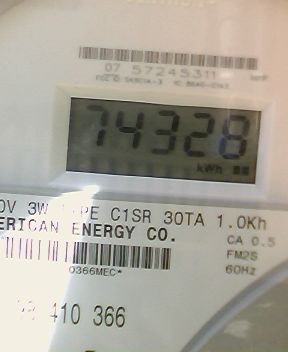 07 57245311
74328
kWh
0V 3W TYPE C1SR 30TA 1.0Kh
ERICAN ENERGY CO.
CA 0.5
FM2S
60Hz
0366MEC*
410 366